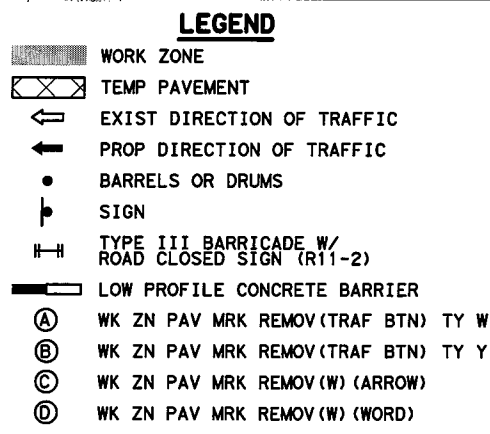 LEGEND
WORK ZONE
TEMP PAVEMENT
EXIST DIRECTION OF TRAFFIC
PROP DIRECTION OF TRAFFIC
BARRELS OR DRUMS
SIGN
TYPE III BARRICADE W/
ROAD CLOSED SIGN (R11-2)
LOW PROFILE CONCRETE BARRIER
A WK ZN PAV MRK REMOV(TRAF BTN) TY W
B WK ZN PAV MRK REMOV(TRAF BTN) TY Y
C WK ZN PAV MRK REMOV(W)(ARROW)
D WK ZN PAV MRK REMOV(W)(WORD)